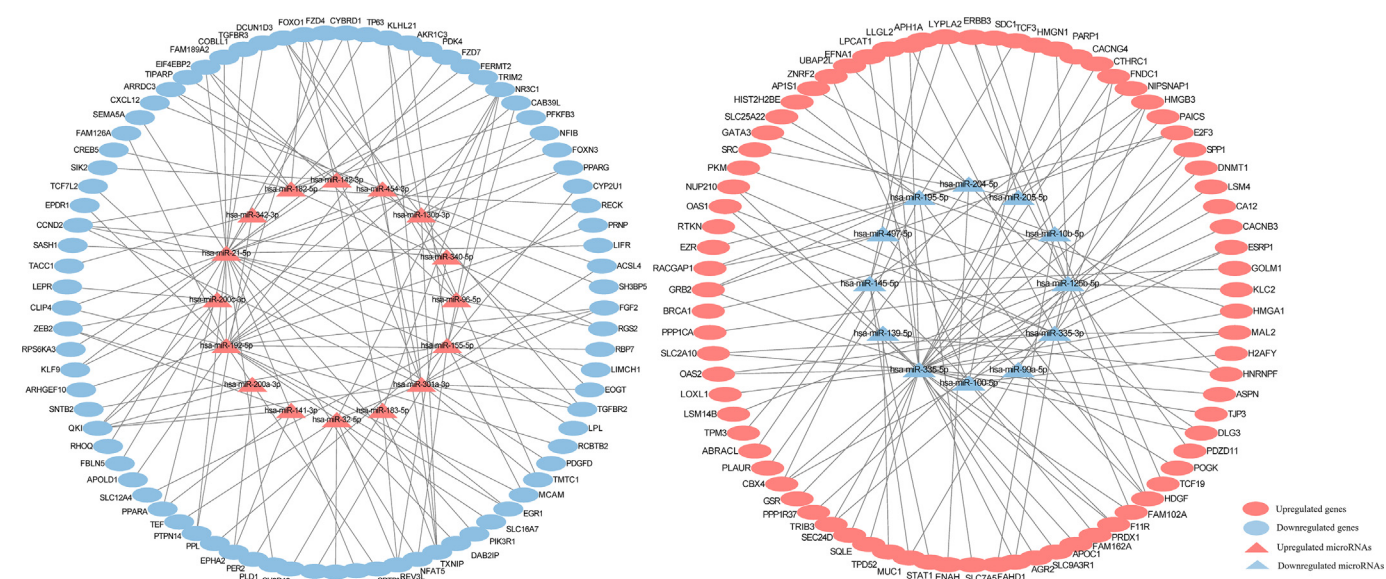 FOXO1
FZD4
CYBRD1
TP63
KLHL21
AKR1C3
PDK4
FZD7
FERMT2
TRIM2
NR3C1
CAB39L
PFKFB3
NFIB
FOXN3
PPARG
CYP2U1
RECK
PRNP
LIFR
ACSL4
SH3BP5
FGF2
RGS2
RBP7
LIMCH1
EOGT
TGFBR2
LPL
RCBTB2
PDGFD
TMTC1
MCAM
EGR1
SLC16A7
PIK3R1
DAB2IP
TXNIP
NFAT5
REV3L
PLD1
PER2
EPHA2
PPL
PTPN14
TEF
PPARA
SLC12A4
APOLD1
FBLN5
RHOQ
QKI
SNTB2
ARHGEF10
KLF9
RPS6KA3
ZEB2
CLIP4
LEPR
TACC1
SASH1
CCND2
EPDR1
TCF7L2
SIK2
CREB5
FAM126A
SEMA5A
CXCL12
ARRDC3
TIPARP
EIF4EBP2
FAM189A2
COBLL1
TGFBR3
DCUN1D3
hsa-miR-142-3p
hsa-miR-182-5p
hsa-miR-454-3p
hsa-miR-342-3p
hsa-miR-130b-3p
hsa-miR-21-5p
hsa-miR-340-5p
hsa-miR-200c-3p
hsa-miR-96-5p
hsa-miR-192-5p
hsa-miR-155-5p
hsa-miR-200a-3p
hsa-miR-301a-3p
hsa-miR-141-3p
hsa-miR-32-5p
hsa-miR-183-5p
LYPLA2
ERBB3
SDC1
TCF3
HMGN1
PARP1
CACNG4
CTHRC1
FNDC1
NIPSNAP1
HMGB3
PAICS
E2F3
SPP1
DNMT1
LSM4
CA12
CACNB3
ESRP1
GOLM1
KLC2
HMGA1
MAL2
H2AFY
HNRNPF
ASPN
TJP3
DLG3
PDZD11
POGK
TCF19
HDGF
FAM102A
F11R
PRDX1
FAM162A
APOC1
SLC9A3R1
AGR2
FAHD1
SLC7A5
ENAH
STAT1
MUC1
TPD52
SQLE
SEC24D
TRIB3
PPP1R37
GSR
CBX4
PLAUR
ABRACL
TPM3
LSM14B
LOXL1
OAS2
SLC2A10
PPP1CA
BRCA1
GRB2
RACGAP1
EZR
RTKN
OAS1
NUP210
PKM
SRC
GATA3
SLC25A22
HIST2H2BE
AP1S1
ZNRF2
UBAP2L
EFNA1
LPCAT1
LLGL2
APH1A
hsa-miR-204-5p
hsa-miR-195-5p
hsa-miR-205-5p
hsa-miR-497-5p
hsa-miR-10b-5p
hsa-miR-145-5p
hsa-miR-125b-5p
hsa-miR-139-5p
hsa-miR-335-3p
hsa-miR-335-5p
hsa-miR-99a-5p
hsa-miR-100-5p
Upregulated genes
Downregulated genes
Upregulated microRNAs
Downregulated microRNAs